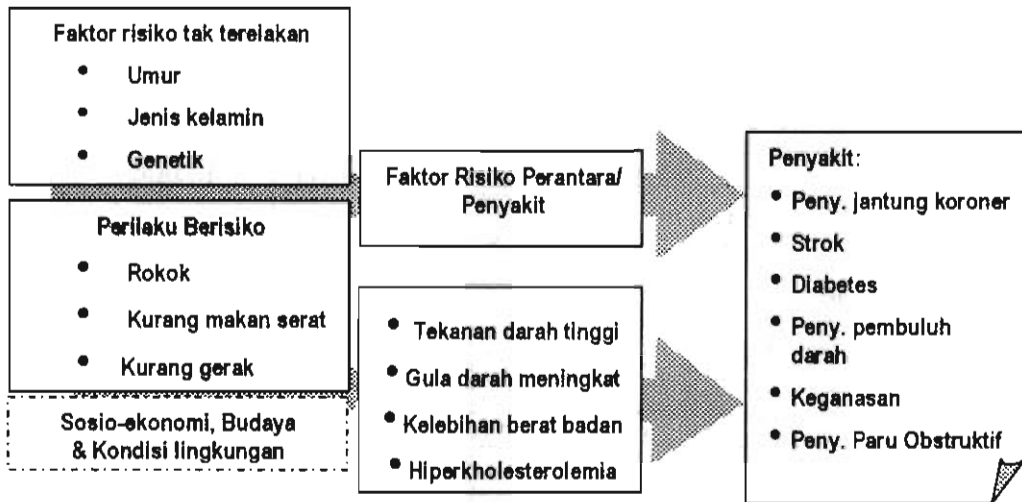 Faktor risiko tak terelakan
• Umur
• Jenis kelamin
• Genetik
Perilaku Berisiko
• Rokok
• Kurang makan serat
• Kurang gerak
Sosio-ekonomi, Budaya
& Kondisi lingkungan
Faktor Risiko Perantara/
Penyakit
• Tekanan darah tinggi
• Gula darah meningkat
• Kelebihan berat badan
• Hiperkholesterolemia
Penyakit:
• Peny. jantung koroner
• Strok
• Diabetes
• Peny. pembuluh
darah
• Keganasan
• Peny. Paru Obstruktif